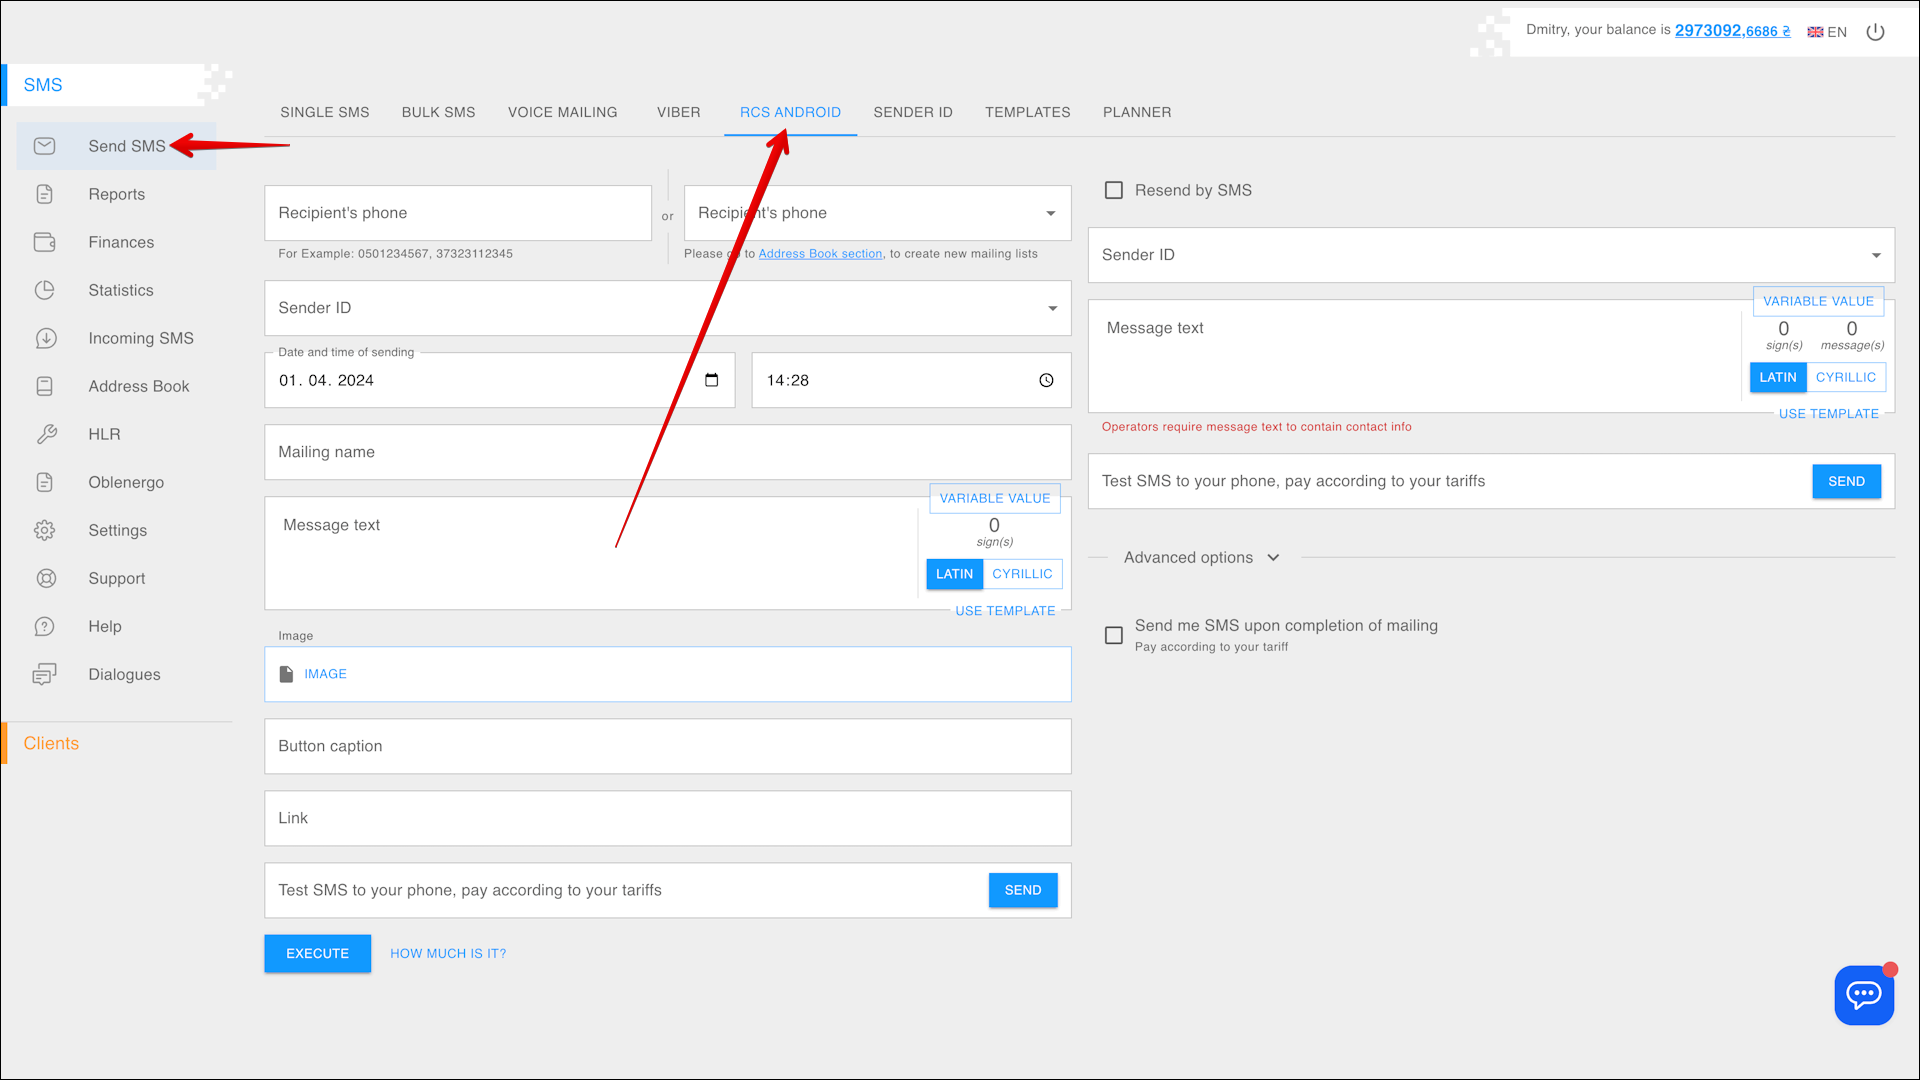 Dmitry, your balance is 2973092,6686 ₴ EN
SMS
Send SMS
Reports
Finances
Statistics
Incoming SMS
Address Book
HLR
Oblenergo
Settings
Support
Help
Dialogues
Clients
SINGLE SMS BULK SMS VOICE MAILING VIBER RCS ANDROID SENDER ID TEMPLATES PLANNER
Recipient's phone
For Example: 0501234567, 37323112345
or
Recipient's phone
Please go to Address Book section, to create new mailing lists
Sender ID
Date and time of sending
01. 04. 2024
14:28
Mailing name
Message text
VARIABLE VALUE
0
sign(s)
LATIN CYRILLIC
USE TEMPLATE
Image
IMAGE
Button caption
Link
Test SMS to your phone, pay according to your tariffs SEND
EXECUTE HOW MUCH IS IT?
Resend by SMS
Sender ID
Message text
VARIABLE VALUE
0 0
sign(s) message(s)
LATIN CYRILLIC
USE TEMPLATE
Operators require message text to contain contact info
Test SMS to your phone, pay according to your tariffs SEND
Advanced options
Send me SMS upon completion of mailing
Pay according to your tariff